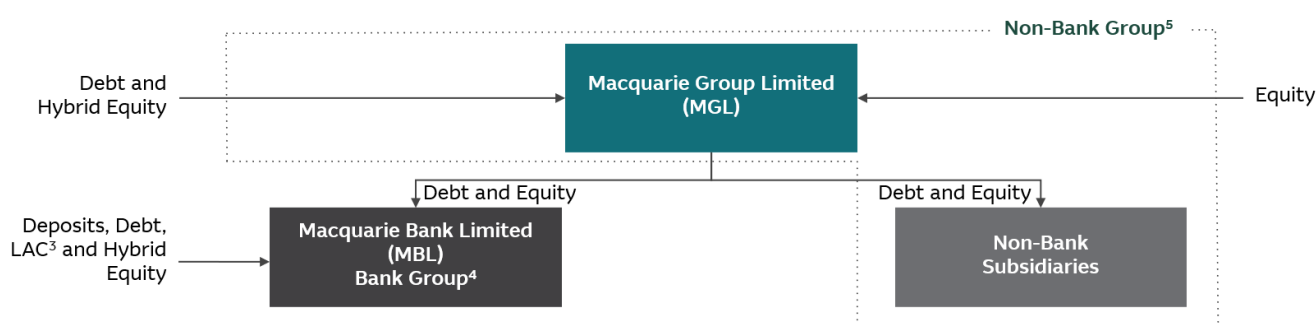 Non-Bank Group⁵
Debt and
Hybrid Equity
Macquarie Group Limited
(MGL)
Equity
Debt and Equity
Debt and Equity
Deposits, Debt,
LAC³ and Hybrid
Equity
Macquarie Bank Limited
(MBL)
Bank Group⁴
Non-Bank
Subsidiaries